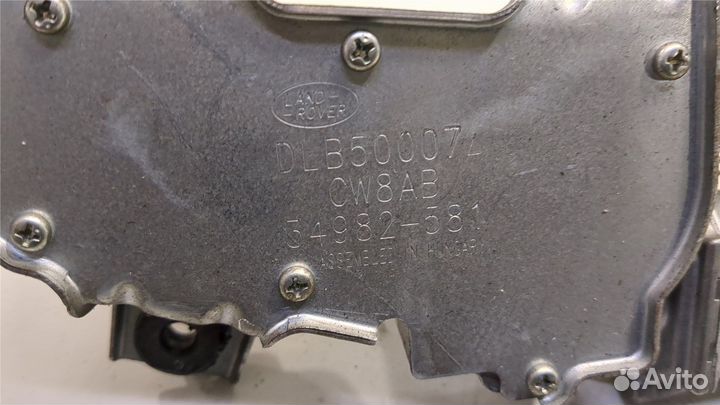 LAND-
-ROVER
DLB500074
CW8AB
34982-581
ASSEMBLED IN HUNGARY
Avito